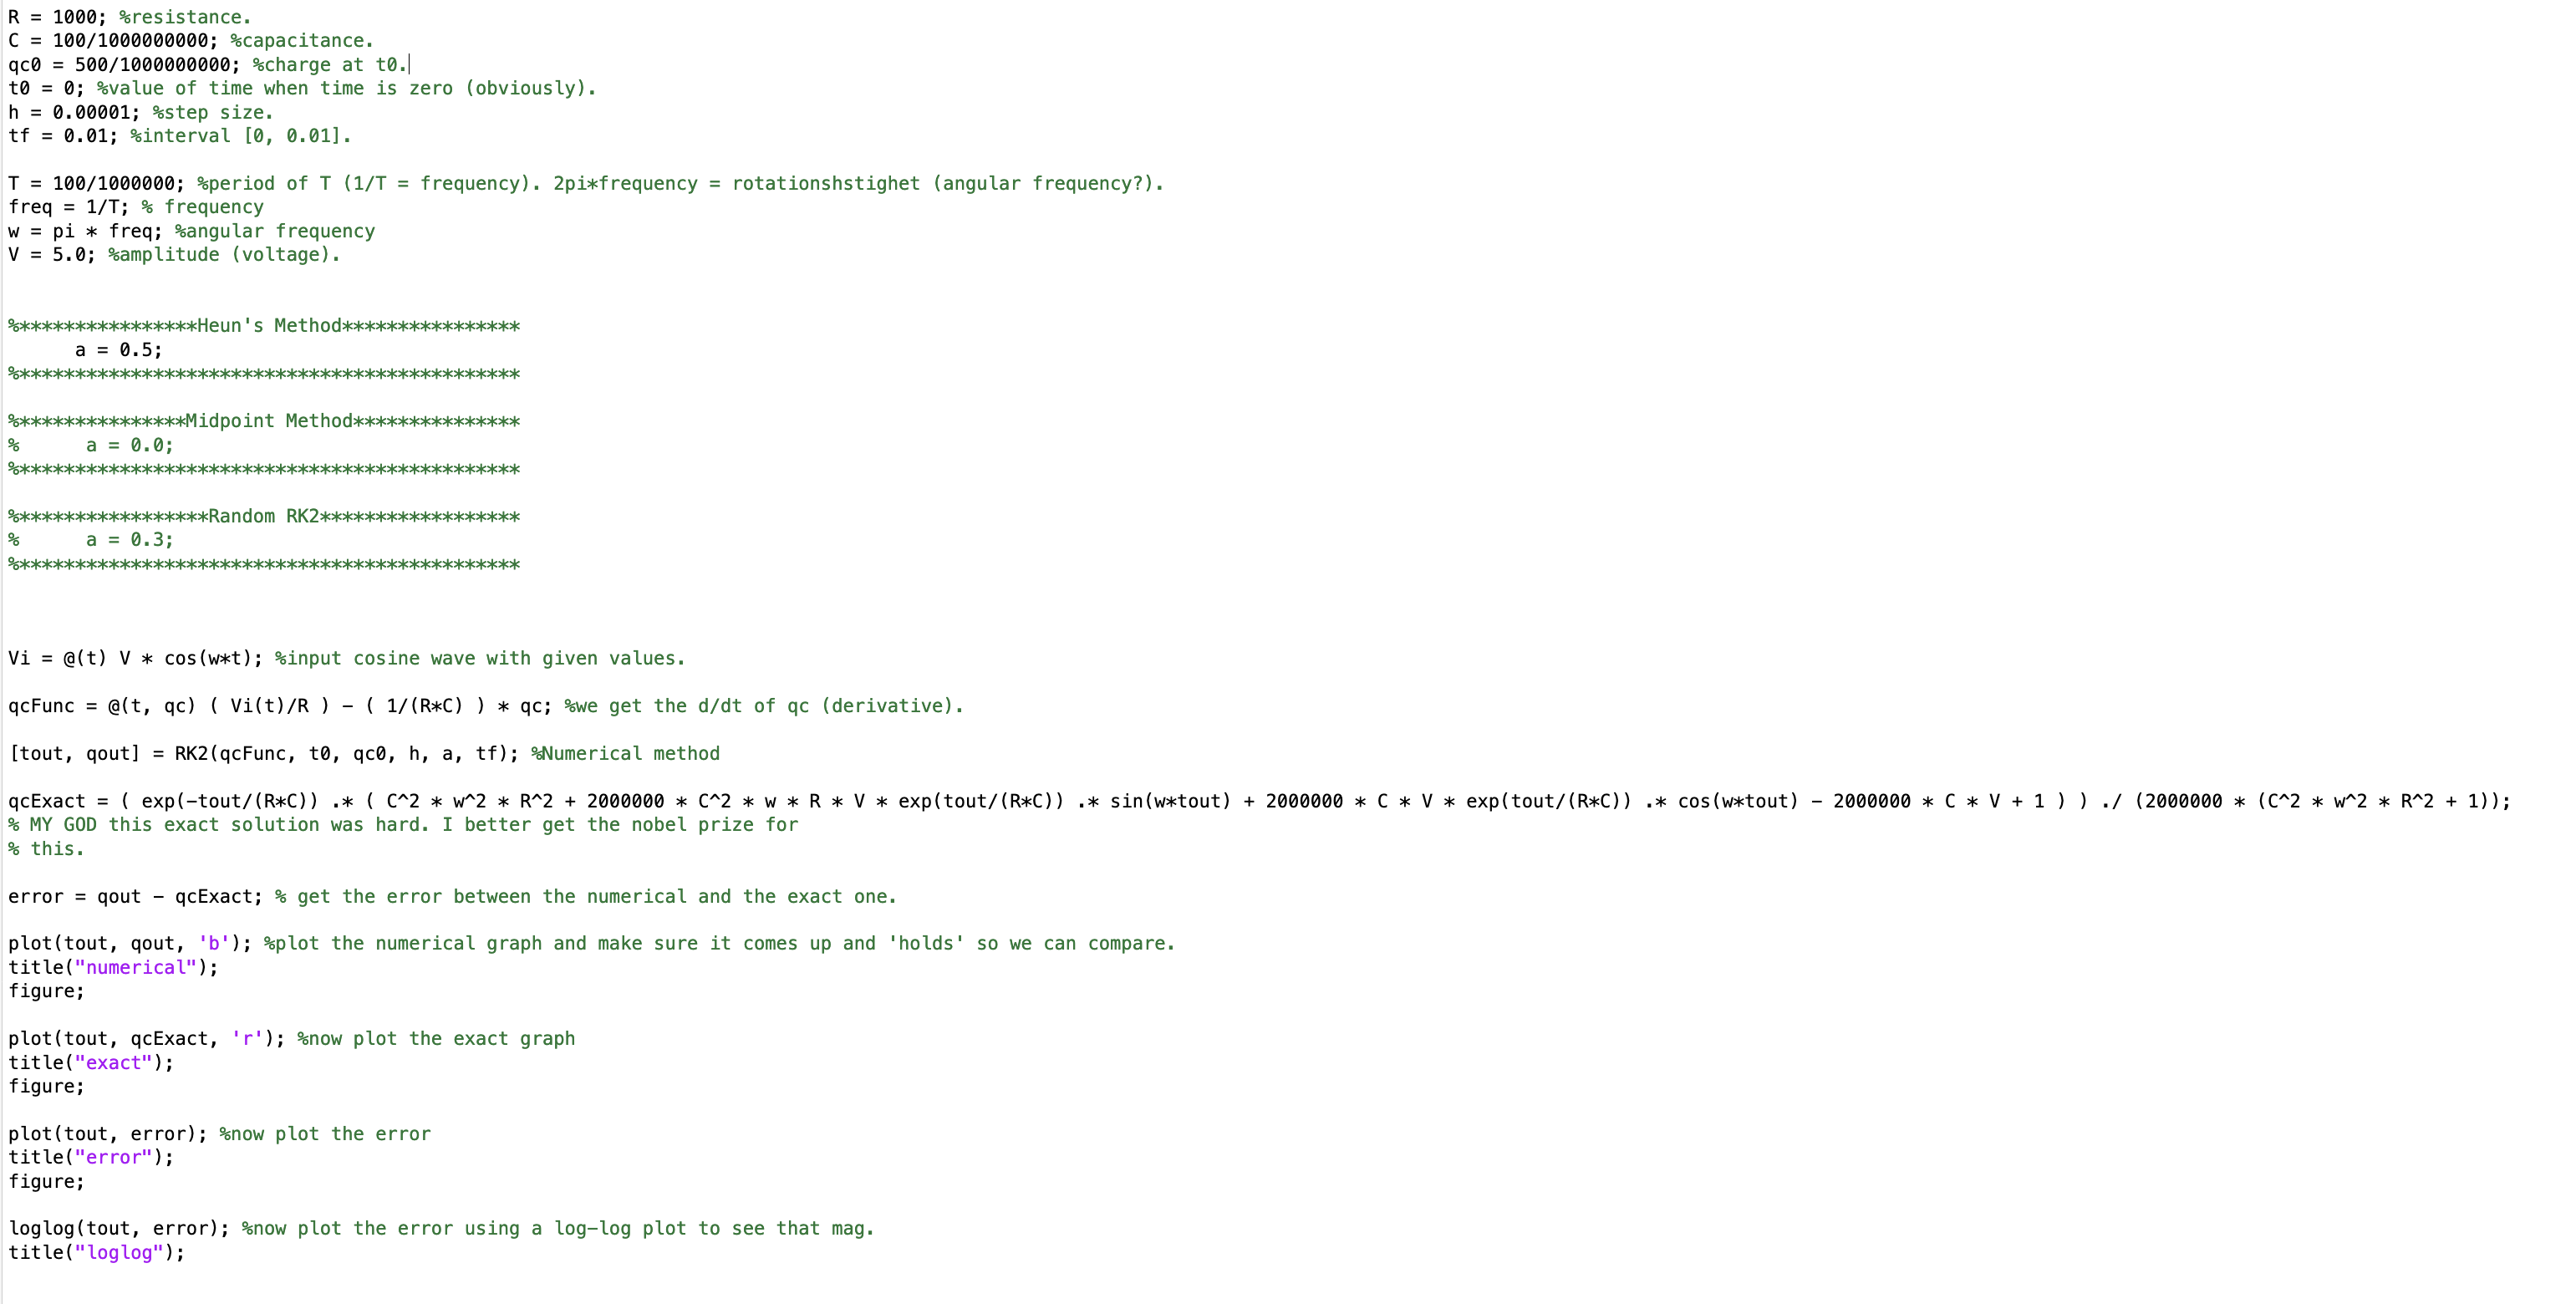 R = 1000; %resistance.
C = 100/1000000000; %capacitance.
qc0 = 500/1000000000; %charge at t0.
t0 = 0; %value of time when time is zero (obviously).
h = 0.00001; %step size.
tf = 0.01; %interval [0, 0.01].
T = 100/1000000; %period of T (1/T = frequency). 2pi*frequency = rotationshstighet (angular frequency?).
freq = 1/T; % frequency
w = pi * freq; %angular frequency
V = 5.0; %amplitude (voltage).
%****************Heun's Method****************
a = 0.5;
%*********************************************
%***************Midpoint Method***************
%      a = 0.0;
%*********************************************
%*****************Random RK2******************
%      a = 0.3;
%*********************************************
Vi = @(t) V * cos(w*t); %input cosine wave with given values.
qcFunc = @(t, qc) ( Vi(t)/R ) - ( 1/(R*C) ) * qc; %we get the d/dt of qc (derivative).
[tout, qout] = RK2(qcFunc, t0, qc0, h, a, tf); %Numerical method
qcExact = ( exp(-tout/(R*C)) .* ( C^2 * w^2 * R^2 + 2000000 * C^2 * w * R * V * exp(tout/(R*C)) .* sin(w*tout) + 2000000 * C * V * exp(tout/(R*C)) .* cos(w*tout) - 2000000 * C * V + 1 ) ) ./ (2000000 * (C^2 * w^2 * R^2 + 1));
% MY GOD this exact solution was hard. I better get the nobel prize for
% this.
error = qout - qcExact; % get the error between the numerical and the exact one.
plot(tout, qout, 'b'); %plot the numerical graph and make sure it comes up and 'holds' so we can compare.
title("numerical");
figure;
plot(tout, qcExact, 'r'); %now plot the exact graph
title("exact");
figure;
plot(tout, error); %now plot the error
title("error");
figure;
loglog(tout, error); %now plot the error using a log-log plot to see that mag.
title("loglog");